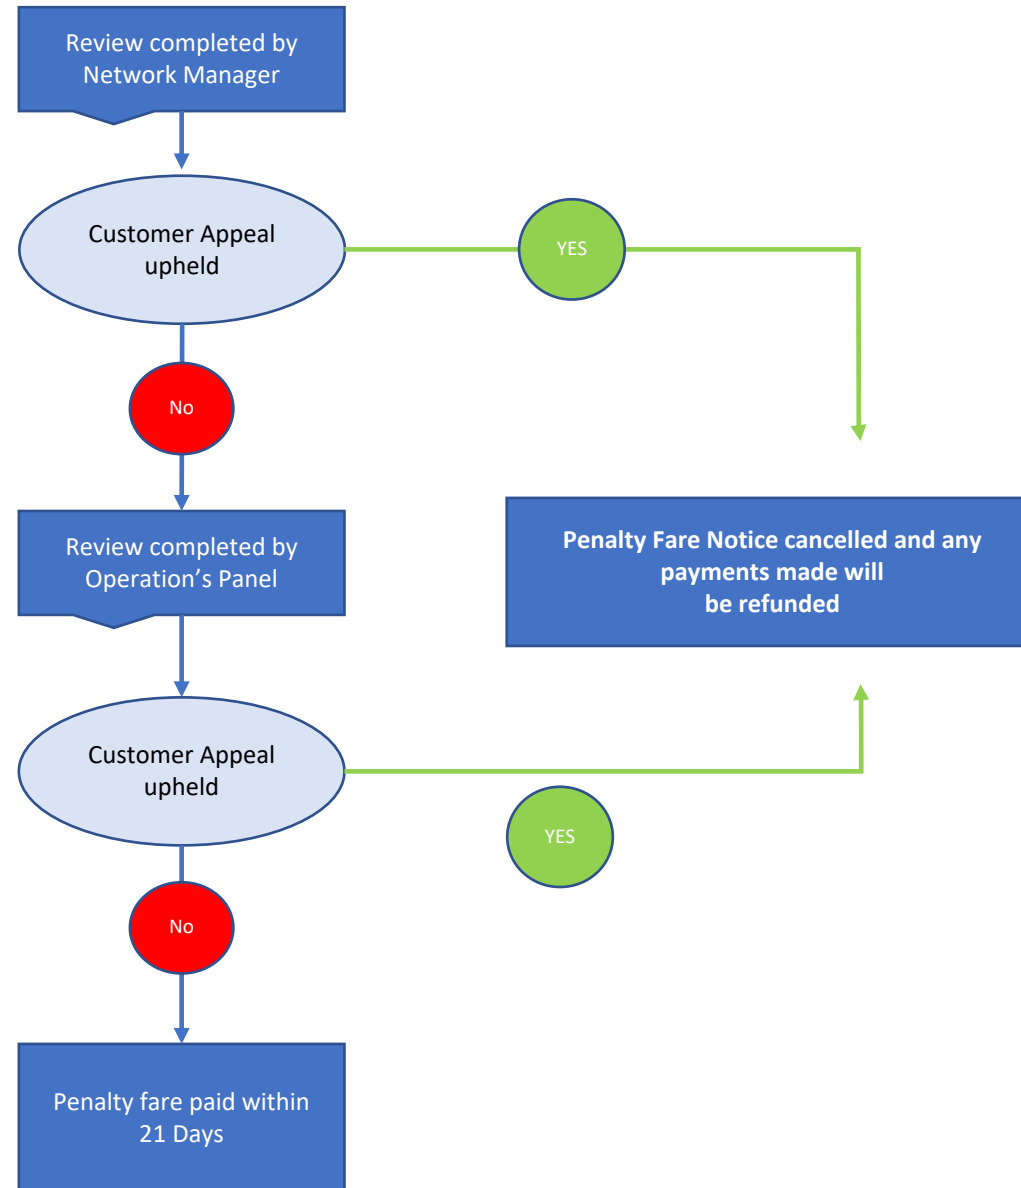 Review completed by
Network Manager
Customer Appeal
upheld
YES
No
Review completed by
Operation’s Panel
Penalty Fare Notice cancelled and any
payments made will
be refunded
Customer Appeal
upheld
YES
No
Penalty fare paid within
21 Days